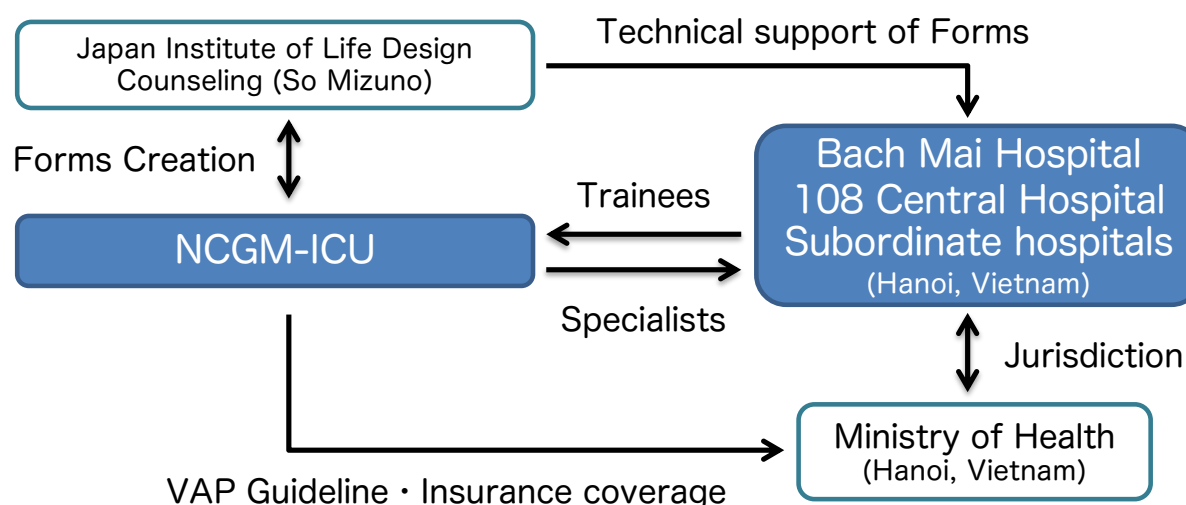 Japan Institute of Life Design
Counseling (So Mizuno)
Technical support of Forms
Forms Creation
Bach Mai Hospital
108 Central Hospital
Subordinate hospitals
(Hanoi, Vietnam)
Trainees
NCGM-ICU
Specialists
Jurisdiction
Ministry of Health
(Hanoi, Vietnam)
VAP Guideline・Insurance coverage